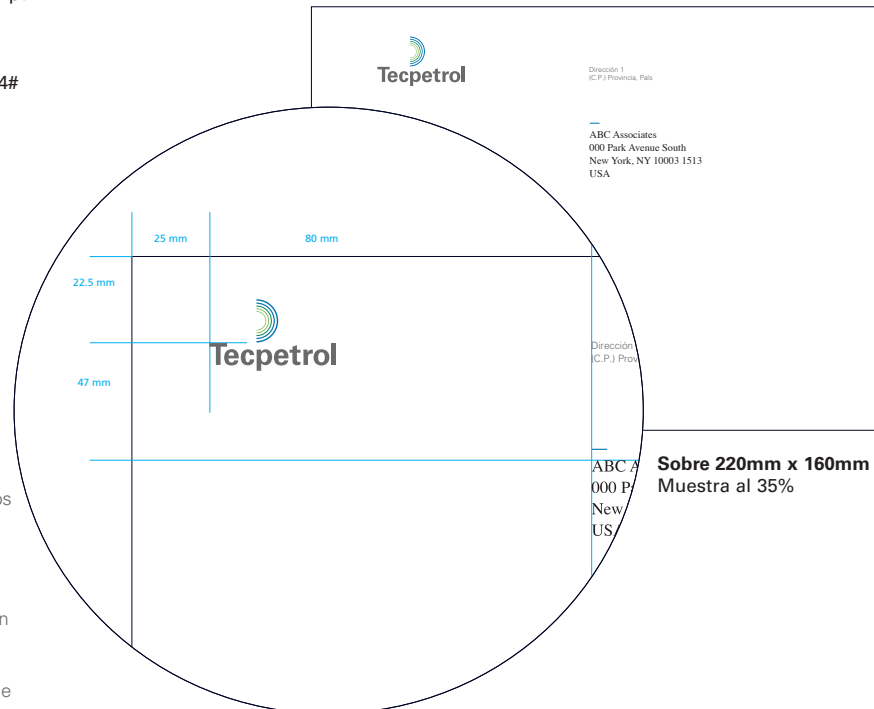 4#
Tecpetrol
Dirección 1
(C.P.) Provincia, País
ABC Associates
000 Park Avenue South
New York, NY 10003 1513
USA
25 mm
80 mm
22.5 mm
Tecpetrol
Dirección
(C.P.) Prov
47 mm
ABC A
000 P
New
US
Sobre 220mm x 160mm
Muestra al 35%
os
n
e